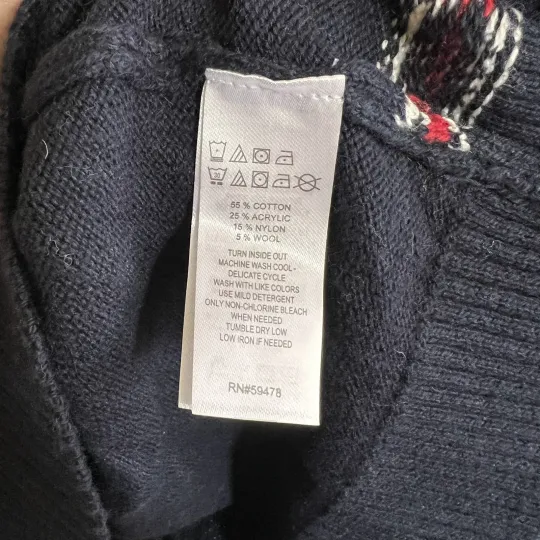 55 % COTTON
25 % ACRYLIC
15 % NYLON
5 % WOOL
TURN INSIDE OUT
MACHINE WASH COOL-
DELICATE CYCLE
WASH WITH LIKE COLORS
USE MILD DETERGENT
ONLY NON-CHLORINE BLEACH
WHEN NEEDED
TUMBLE DRY LOW
LOW IRON IF NEEDED
RN#59478